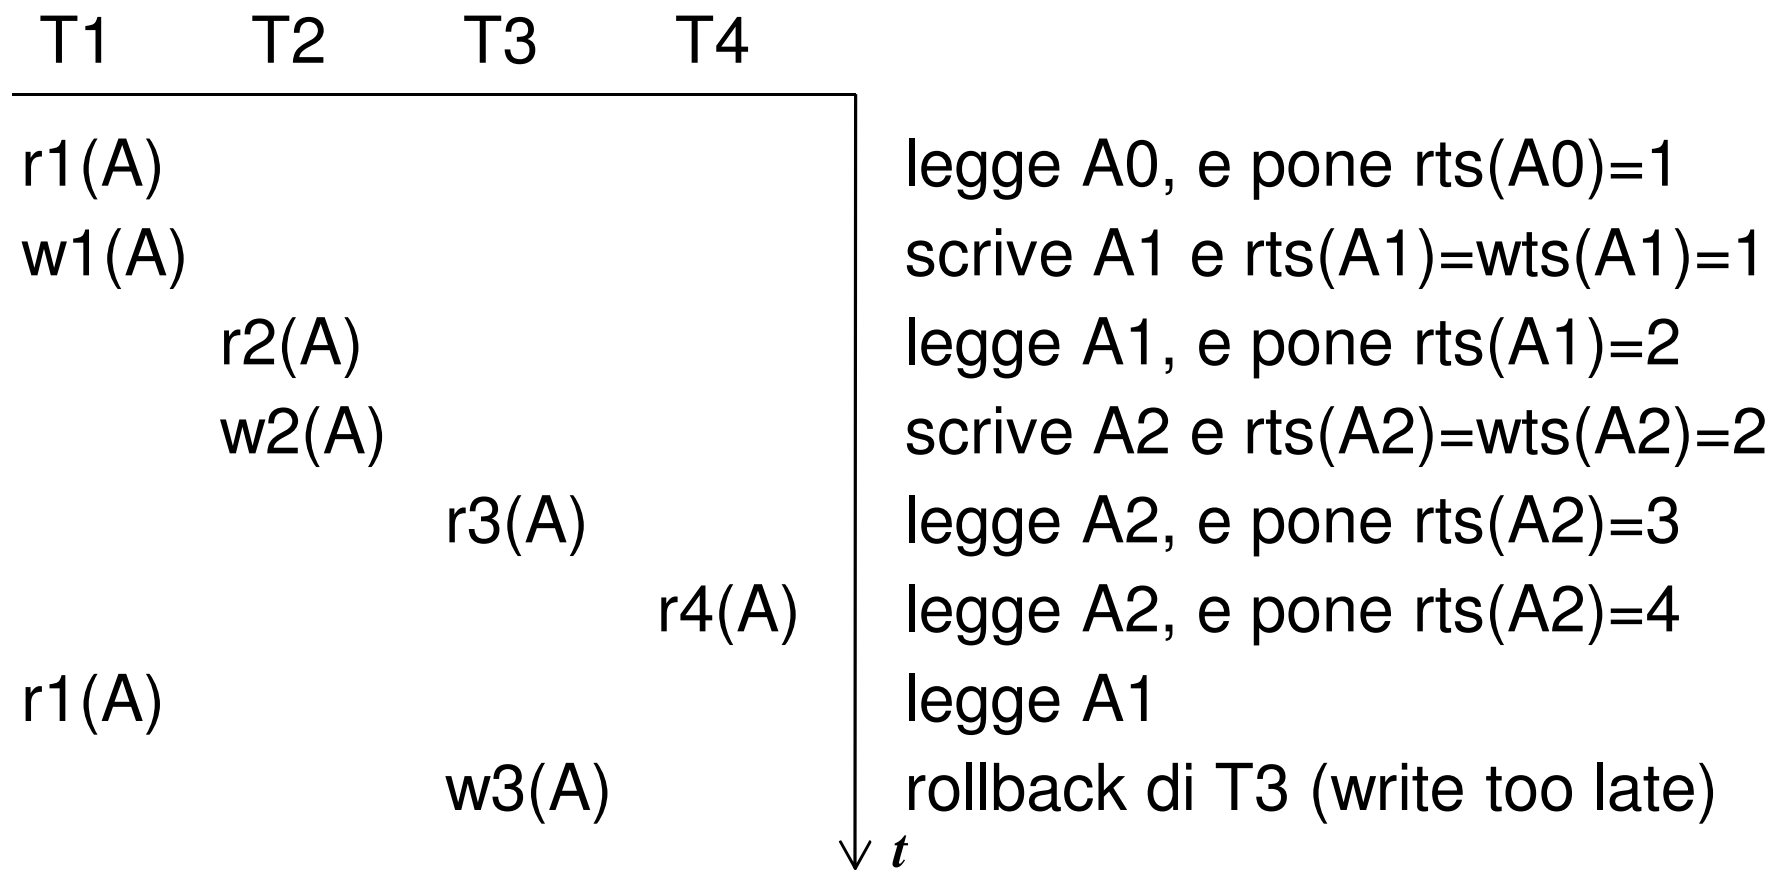 T1 T2 T3 T4
r1(A) legge A0, e pone rts(A0)=1
w1(A) scrive A1 e rts(A1)=wts(A1)=1
r2(A) legge A1, e pone rts(A1)=2
w2(A) scrive A2 e rts(A2)=wts(A2)=2
r3(A) legge A2, e pone rts(A2)=3
r4(A) legge A2, e pone rts(A2)=4
r1(A) legge A1
w3(A) rollback di T3 (write too late)
t